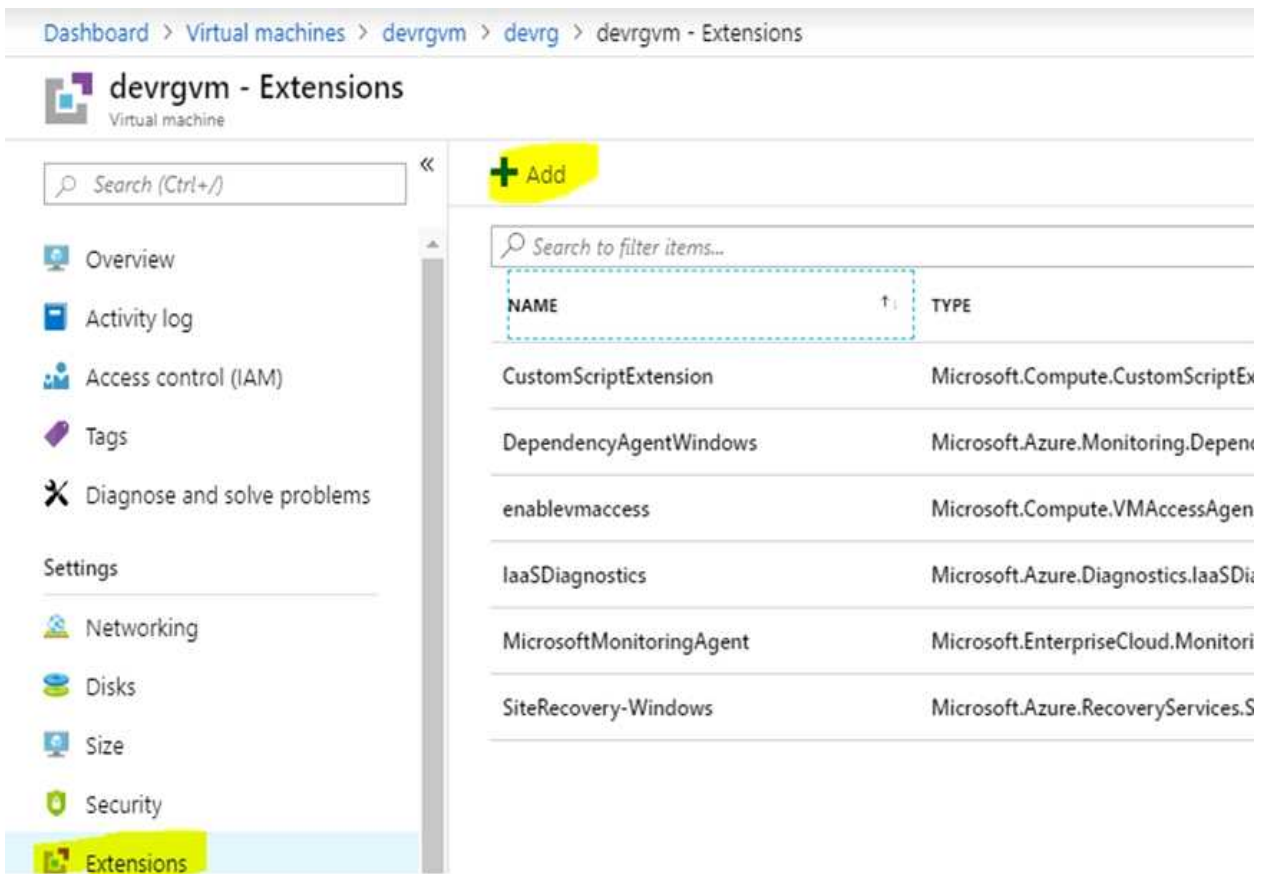 Dashboard > Virtual machines > devrgvm > devrg > devrgvm - Extensions
devrgvm - Extensions
Virtual machine
Search (Ctrl+/)
«
Overview
Activity log
Access control (IAM)
Tags
Diagnose and solve problems
Settings
Networking
Disks
Size
Security
Extensions
Add
Search to filter items...
NAME TYPE
CustomScriptExtension Microsoft.Compute.CustomScriptEx
DependencyAgentWindows Microsoft.Azure.Monitoring.Depend
enablevmaccess Microsoft.Compute.VMAccessAgen
IaaSDiagnostics Microsoft.Azure.Diagnostics.IaaSDia
MicrosoftMonitoringAgent Microsoft.EnterpriseCloud.Monitori
SiteRecovery-Windows Microsoft.Azure.RecoveryServices.S